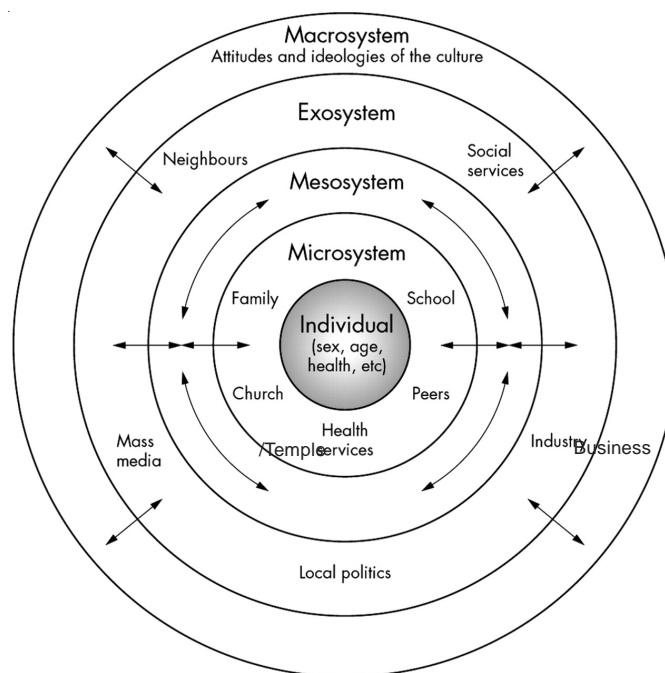 Macrosystem
Attitudes and ideologies of the culture
Exosystem
Neighbours
Social
services
Mesosystem
Microsystem
Family
School
Individual
(sex, age,
health, etc)
Church
Peers
Health
services
/Temple
Mass
media
Industry
Business
Local politics